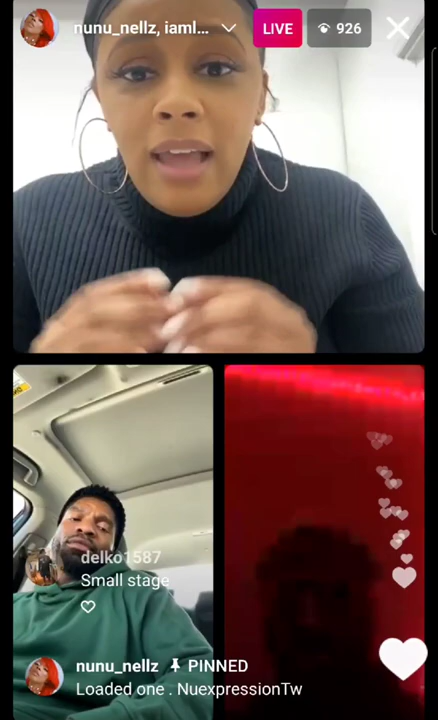 nunu_nellz, iaml...
LIVE
926
delko1587
Small stage
nunu_nellz PINNED
Loaded one . NuexpressionTw